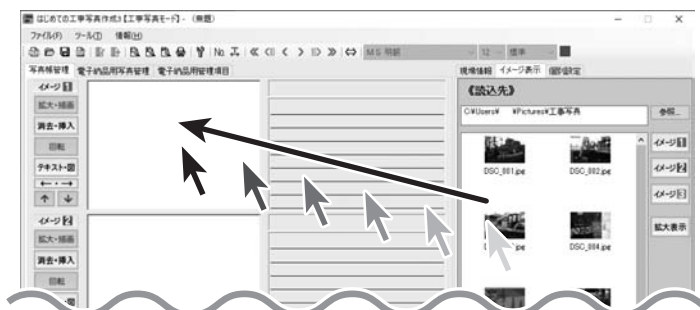 はじめての工事写真作成3【工事写真モード】-（無題）
ファイル(F) ツール(T) 情報(H)
No. MS 明朝 12 標準
写真帳管理 電子納品用写真管理 電子納品用管理項目 現場情報 イメージ表示 個別設定
イメージ1
拡大・描画
消去・挿入
回転
テキスト・図
イメージ2
拡大・描画
消去・挿入
回転
《読込先》
C:¥Users¥ ¥Pictures¥工事写真 参照...
DSC_001.jpe DSC_002.jpe
DSC_004.jpe
イメージ1
イメージ2
イメージ3
拡大表示